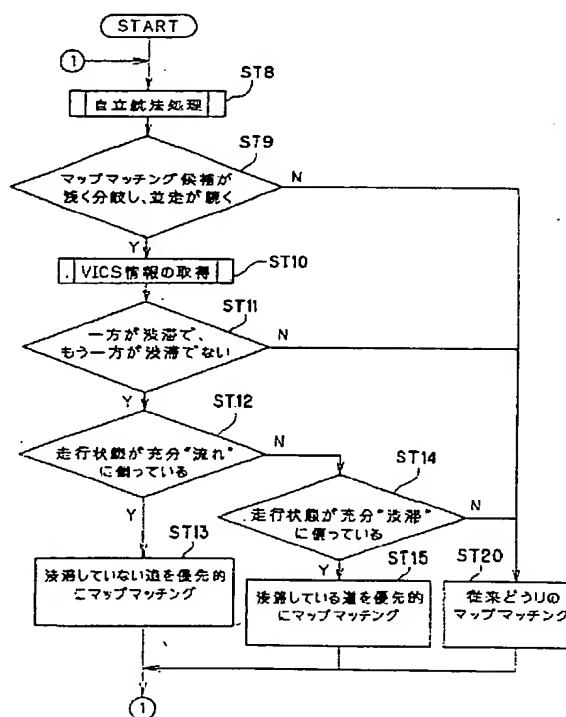 START
1
ST8
自立航法処理
ST9
マップマッチング候補が
浅く分岐し、並走が続く
N
Y
VICS情報の取得
ST10
ST11
一方が渋滞で、
もう一方が渋滞でない
N
Y
ST12
走行状態が充分“流れ”
に偏っている
N
Y
ST14
走行状態が充分“渋滞”
に偏っている
N
Y
ST13
渋滞していない道を優先的
にマップマッチング
ST15
渋滞している道を優先的
にマップマッチング
ST20
従来どうりの
マップマッチング
1